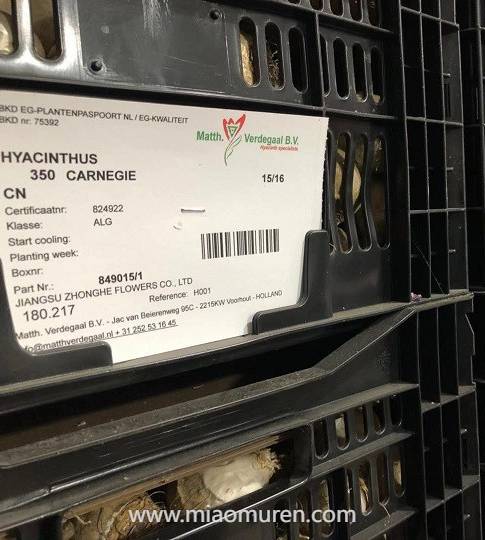 BKD EG-PLANTENPASPOORT NL / EG-KWALITEIT
BKD nr: 75392
Matth. Verdegaal B.V.
Hyacinth specialists
HYACINTHUS
350 CARNEGIE 15/16
CN
Certificaatnr: 824922
Klasse: ALG
Start cooling:
Planting week:
Boxnr:
849015/1
Part Nr.:
JIANGSU ZHONGHE FLOWERS CO., LTD
180.217 Reference: H001
Matth. Verdegaal B.V. - Jac van Beierenweg 95C - 2215KW Voorhout - HOLLAND
info@matthverdegaal.nl + 31 252 53 16 45
www.miaomuren.com